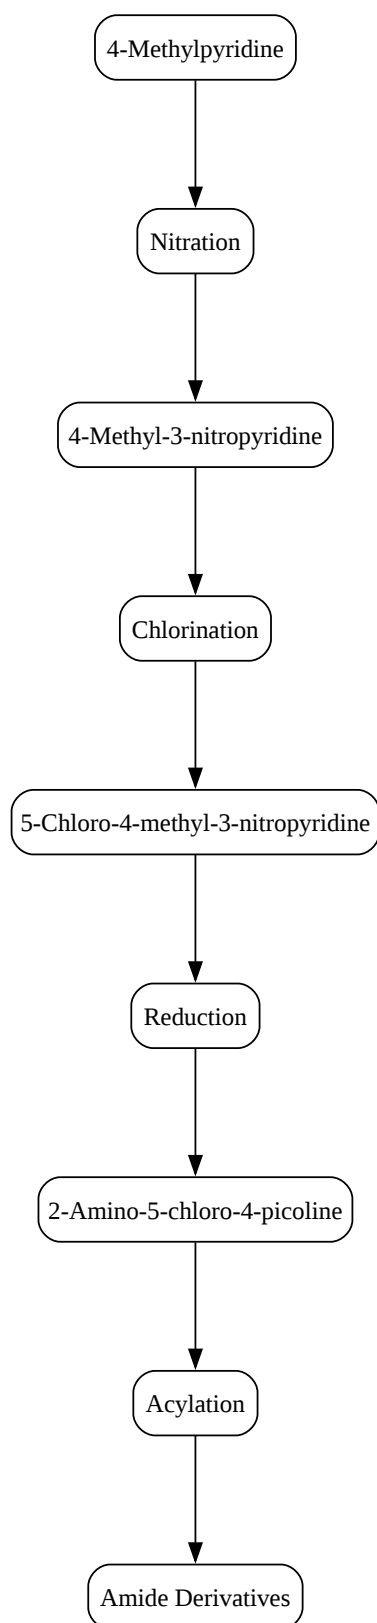 4-Methylpyridine
Nitration
4-Methyl-3-nitropyridine
Chlorination
5-Chloro-4-methyl-3-nitropyridine
Reduction
2-Amino-5-chloro-4-picoline
Acylation
Amide Derivatives